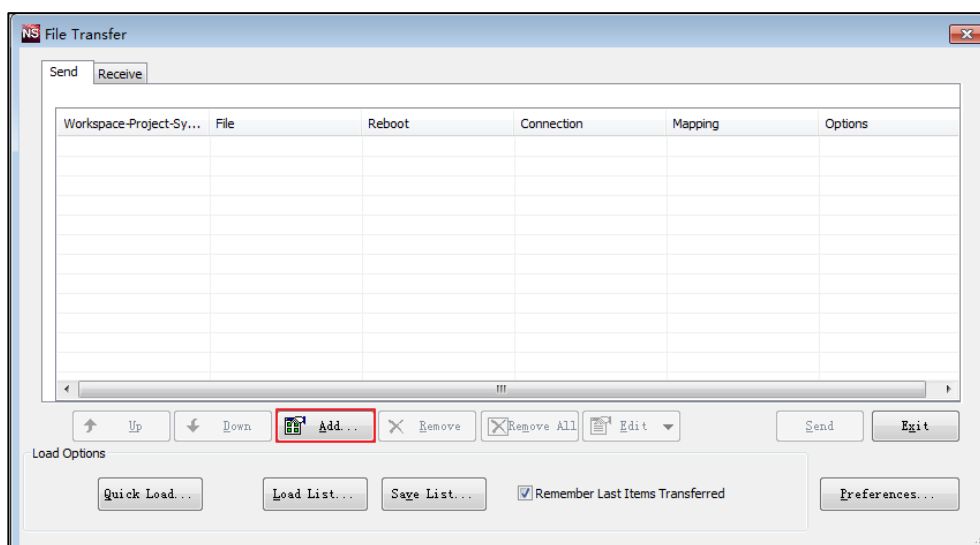 NS File Transfer
Send Receive
Workspace-Project-Sy... File Reboot Connection Mapping Options
Up Down Add... Remove Remove All Edit Send Exit
Load Options
Quick Load... Load List... Save List... Remember Last Items Transferred Preferences...